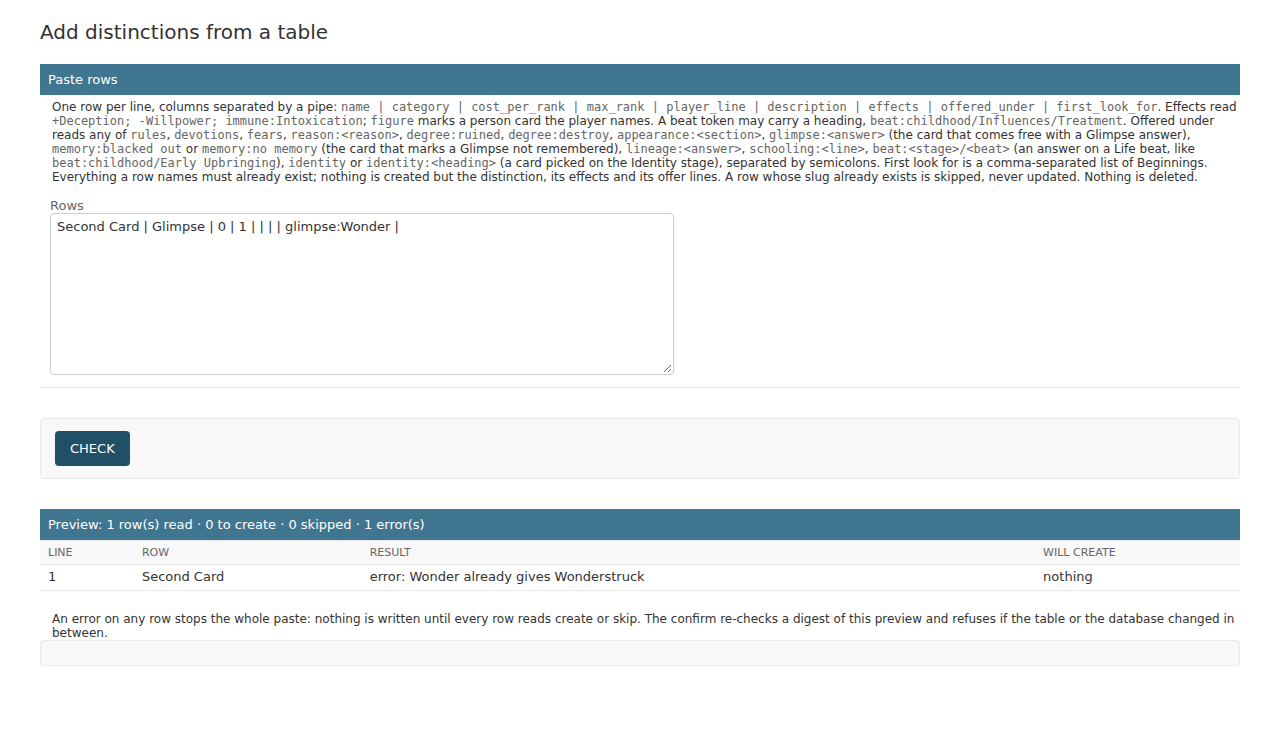 Add distinctions from a table
Paste rows
One row per line, columns separated by a pipe: name | category | cost_per_rank | max_rank | player_line | description | effects | offered_under | first_look_for. Effects read
+Deception; -Willpower; immune:Intoxication; figure marks a person card the player names. A beat token may carry a heading, beat:childhood/Influences/Treatment. Offered under
reads any of rules, devotions, fears, reason:<reason>, degree:ruined, degree:destroy, appearance:<section>, glimpse:<answer> (the card that comes free with a Glimpse answer),
memory:blacked out or memory:no memory (the card that marks a Glimpse not remembered), lineage:<answer>, schooling:<line>, beat:<stage>/<beat> (an answer on a Life beat, like
beat:childhood/Early Upbringing), identity or identity:<heading> (a card picked on the Identity stage), separated by semicolons. First look for is a comma-separated list of Beginnings.
Everything a row names must already exist; nothing is created but the distinction, its effects and its offer lines. A row whose slug already exists is skipped, never updated. Nothing is deleted.
Rows
Second Card | Glimpse | 0 | 1 | | | | glimpse:Wonder |
CHECK
Preview: 1 row(s) read · 0 to create · 0 skipped · 1 error(s)
LINE ROW RESULT WILL CREATE
1 Second Card error: Wonder already gives Wonderstruck nothing
An error on any row stops the whole paste: nothing is written until every row reads create or skip. The confirm re-checks a digest of this preview and refuses if the table or the database changed in
between.